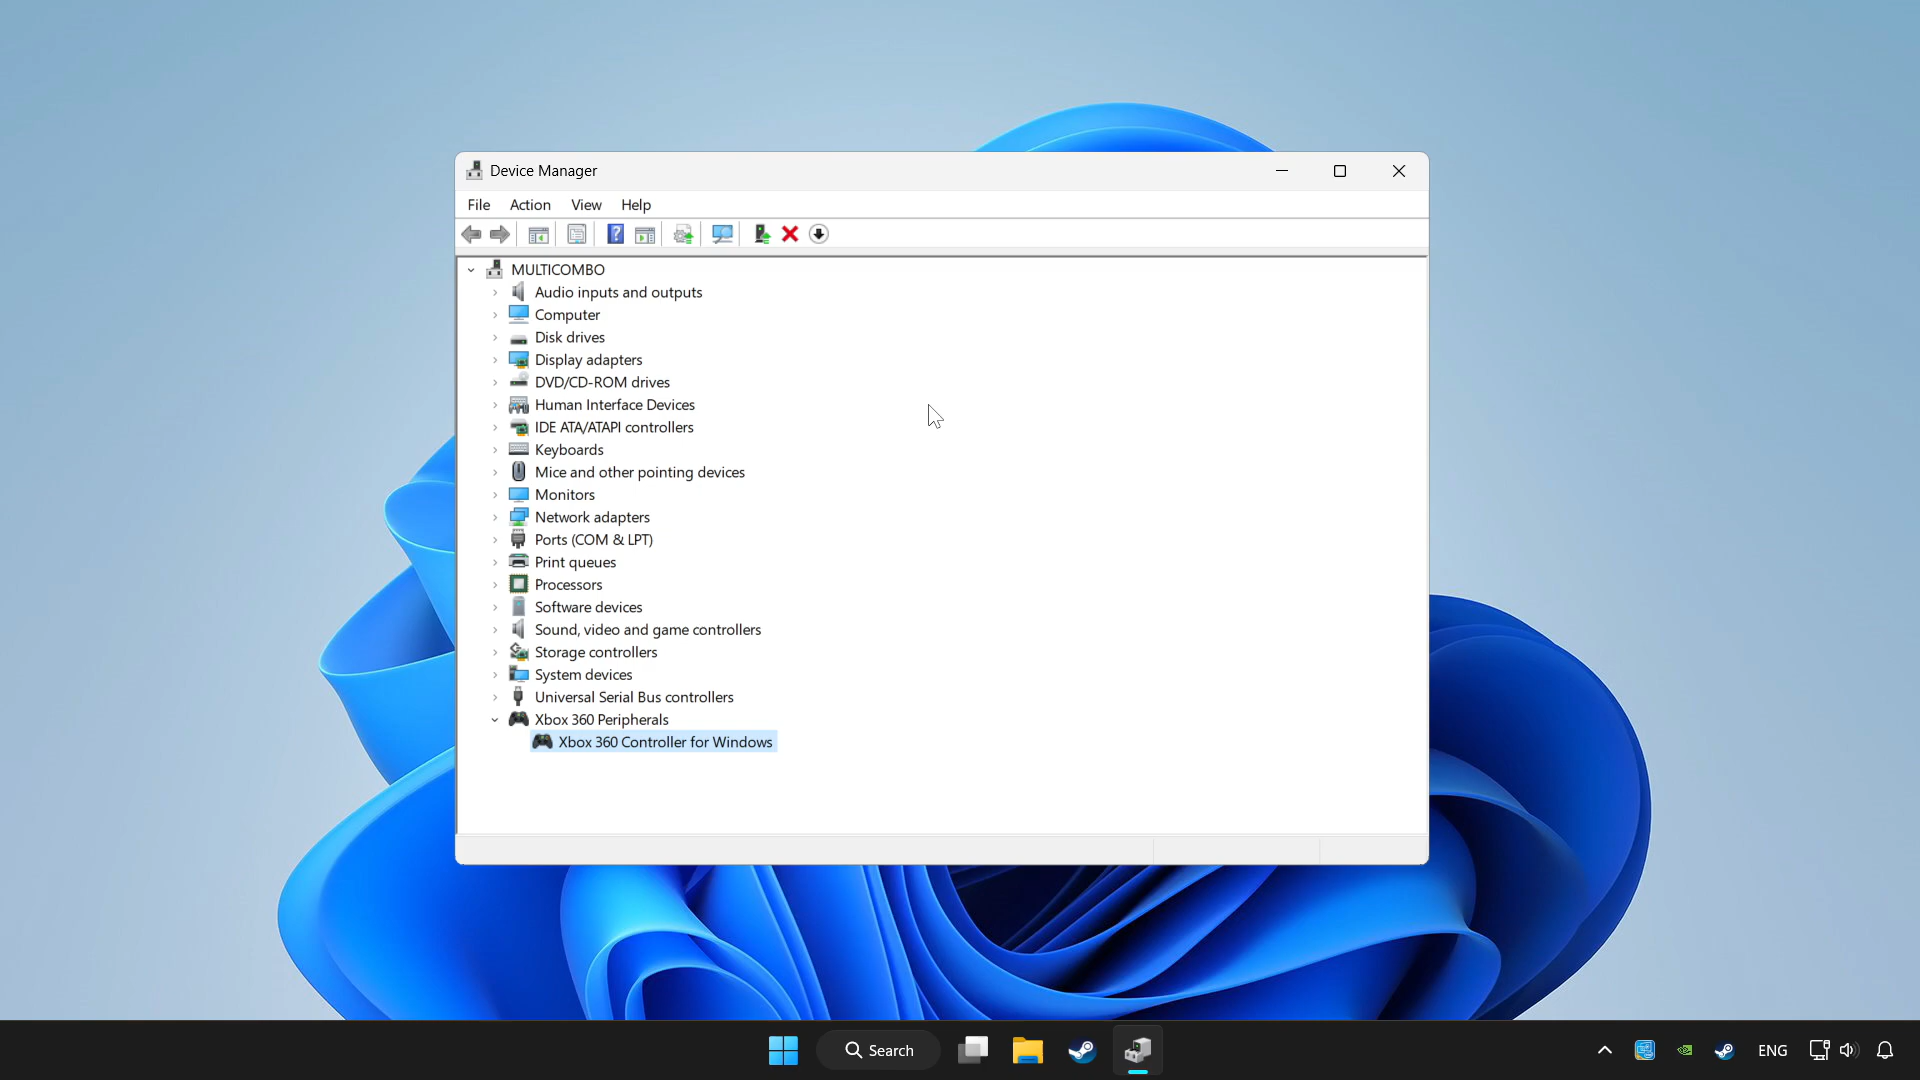 Device Manager
File Action View Help
MULTICOMBO
Audio inputs and outputs
Computer
Disk drives
Display adapters
DVD/CD-ROM drives
Human Interface Devices
IDE ATA/ATAPI controllers
Keyboards
Mice and other pointing devices
Monitors
Network adapters
Ports (COM & LPT)
Print queues
Processors
Software devices
Sound, video and game controllers
Storage controllers
System devices
Universal Serial Bus controllers
Xbox 360 Peripherals
Xbox 360 Controller for Windows
Search
ENG